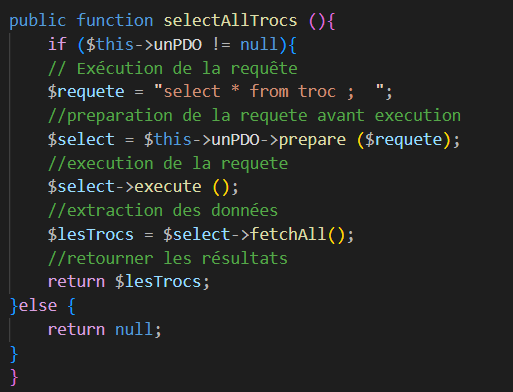 public function selectAllTrocs (){
if ($this->unPDO != null){
// Exécution de la requête
$requete = "select * from troc ;  ";
//preparation de la requete avant execution
$select = $this->unPDO->prepare ($requete);
//execution de la requete
$select->execute ();
//extraction des données
$lesTrocs = $select->fetchAll();
//retourner les résultats
return $lesTrocs;
}else {
return null;
}
}